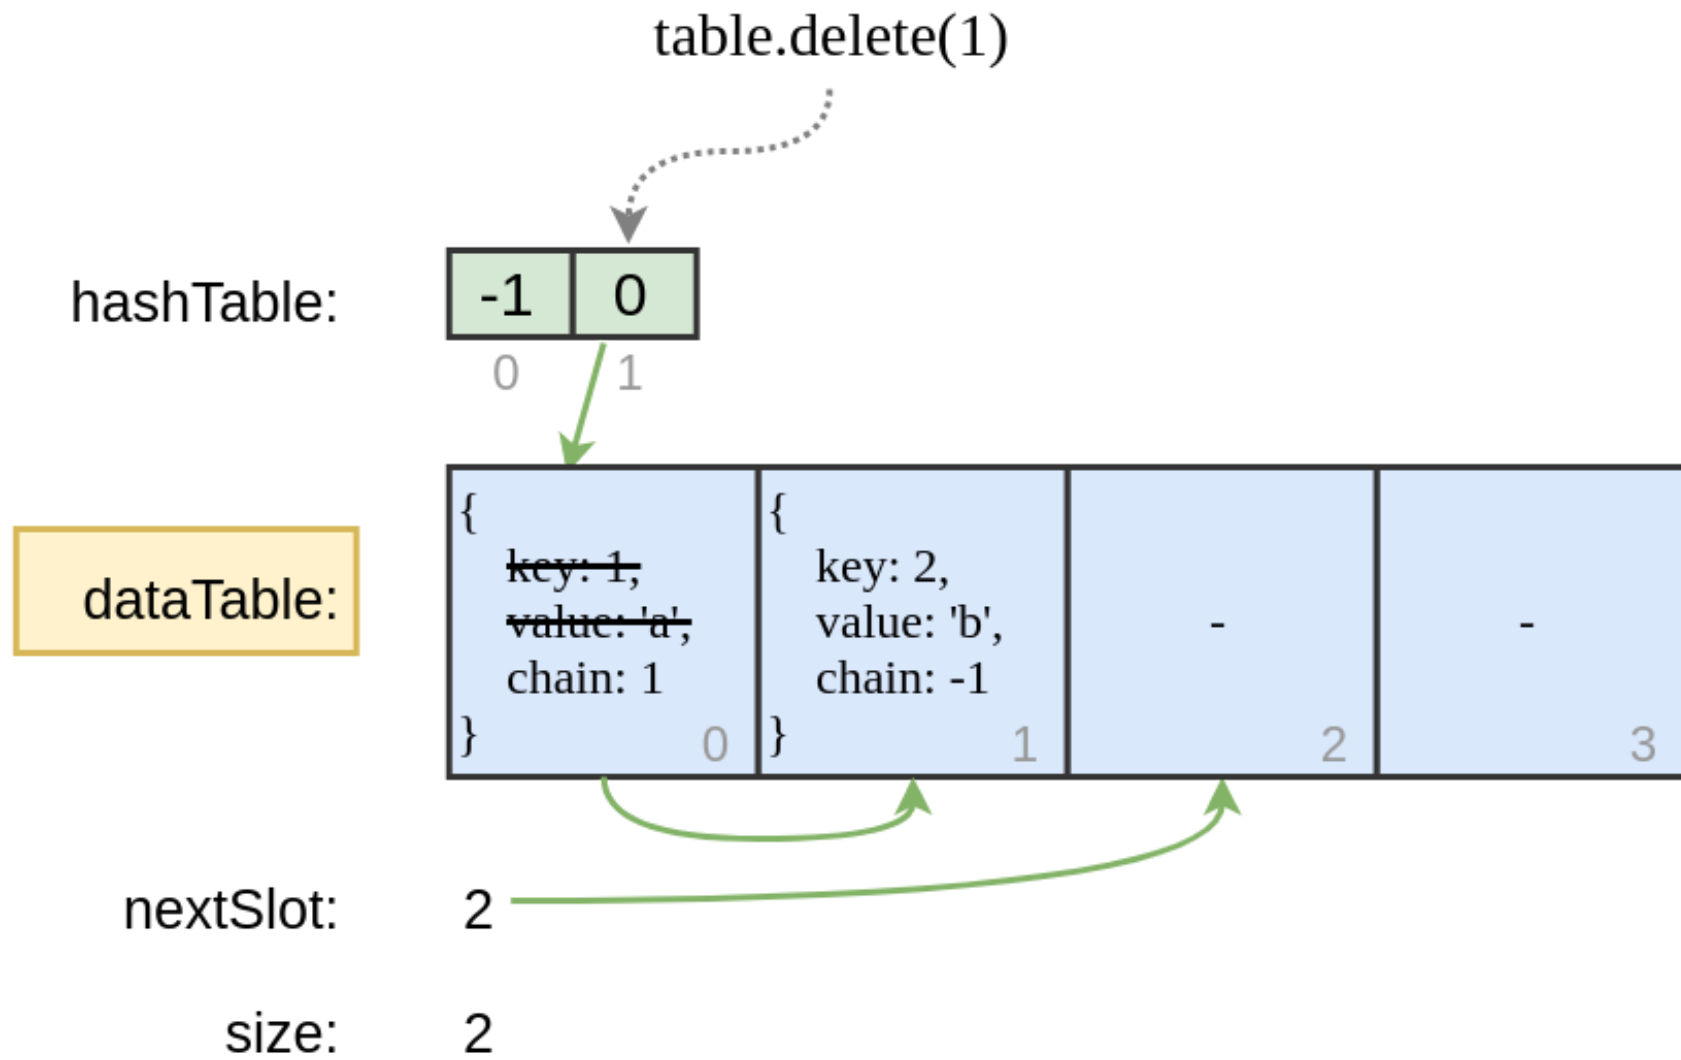 table.delete(1)
hashTable:
-1 0
0 1
dataTable:
{
key: 1,
value: 'a',
chain: 1
}
0
{
key: 2,
value: 'b',
chain: -1
}
1
-
2
-
3
nextSlot: 2
size: 2